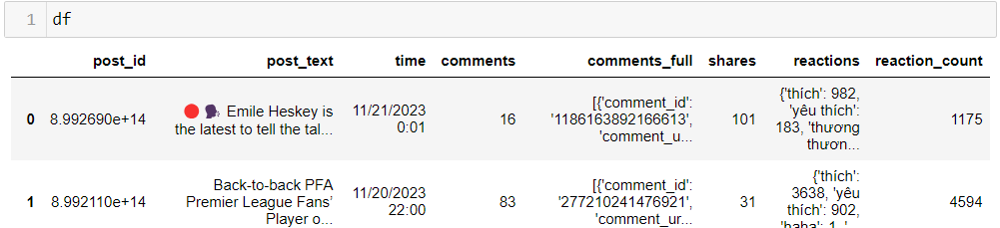 1 df
post_id post_text time comments comments_full shares reactions reaction_count
0 8.992690e+14 🔴 🗣️ Emile Heskey is the latest to tell the tal... 11/21/2023 0:01 16 [{'comment_id': '1186163892166613', 'comment_u... 101 {'thích': 982, 'yêu thích': 183, 'thương thươn... 1175
1 8.992110e+14 Back-to-back PFA Premier League Fans’ Player o... 11/20/2023 22:00 83 [{'comment_id': '277210241476921', 'comment_ur... 31 {'thích': 3638, 'yêu thích': 902, 4594